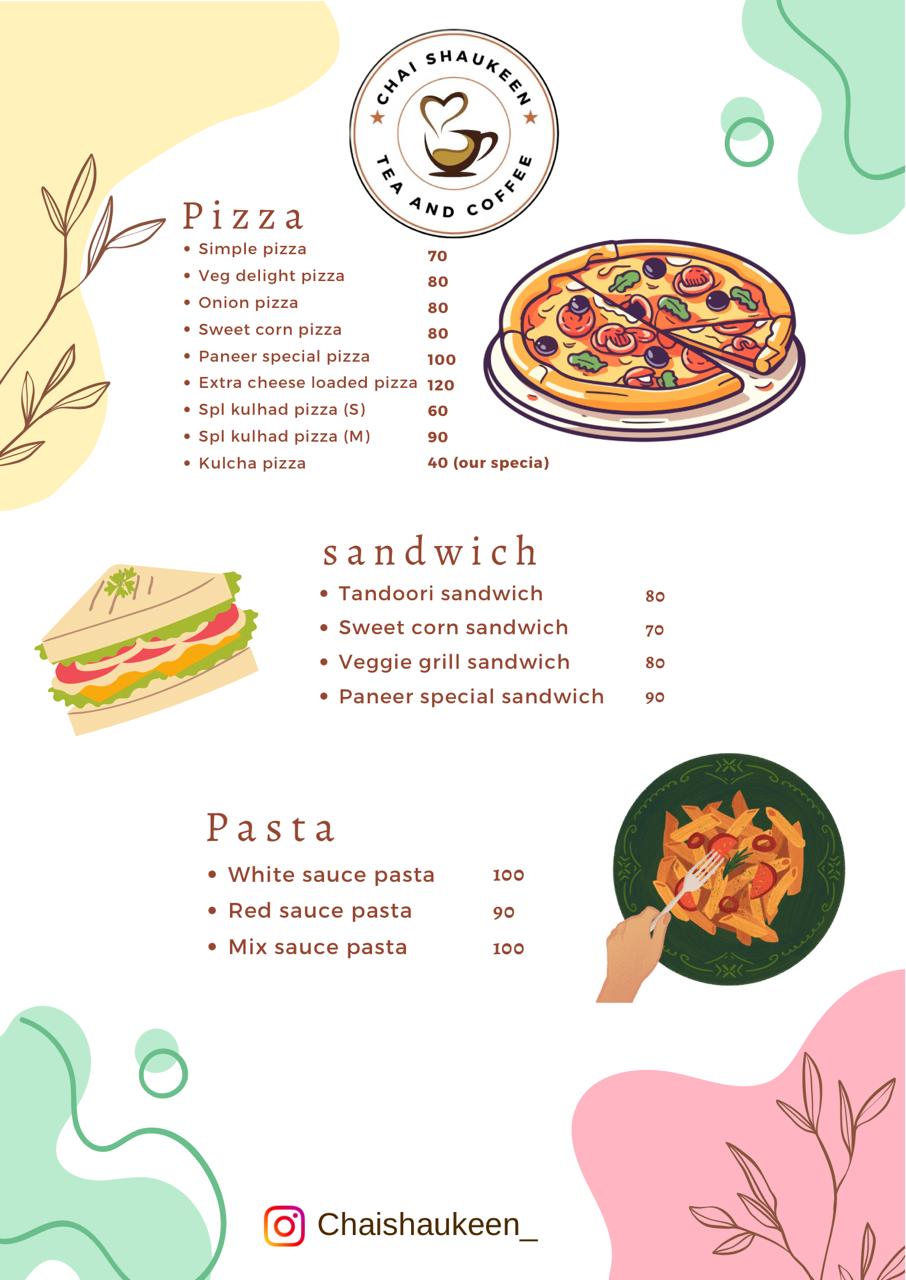 CHAI SHAUKEEN
TEA AND COFFEE
Pizza
• Simple pizza 70
• Veg delight pizza 80
• Onion pizza 80
• Sweet corn pizza 80
• Paneer special pizza 100
• Extra cheese loaded pizza 120
• Spl kulhad pizza (S) 60
• Spl kulhad pizza (M) 90
• Kulcha pizza 40 (our specia)
sandwich
• Tandoori sandwich 80
• Sweet corn sandwich 70
• Veggie grill sandwich 80
• Paneer special sandwich 90
Pasta
• White sauce pasta 100
• Red sauce pasta 90
• Mix sauce pasta 100
Chaishaukeen_